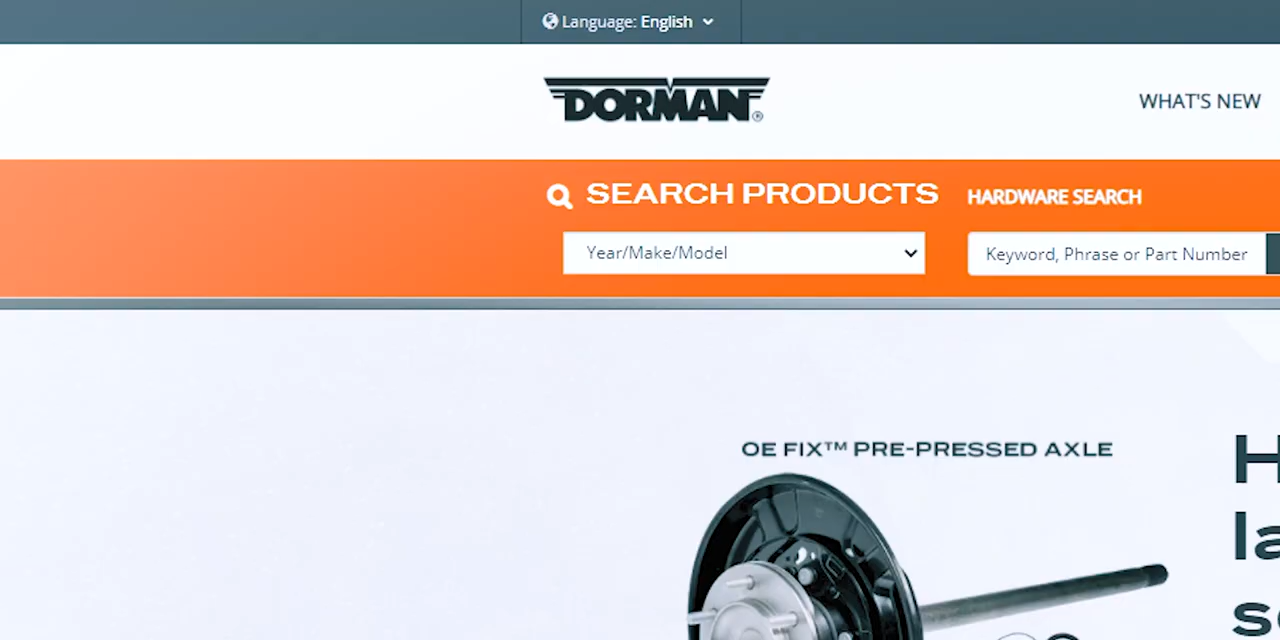 Language: English
DORMAN®
WHAT'S NEW
SEARCH PRODUCTS
HARDWARE SEARCH
Year/Make/Model
Keyword, Phrase or Part Number
OE FIX™ PRE-PRESSED AXLE